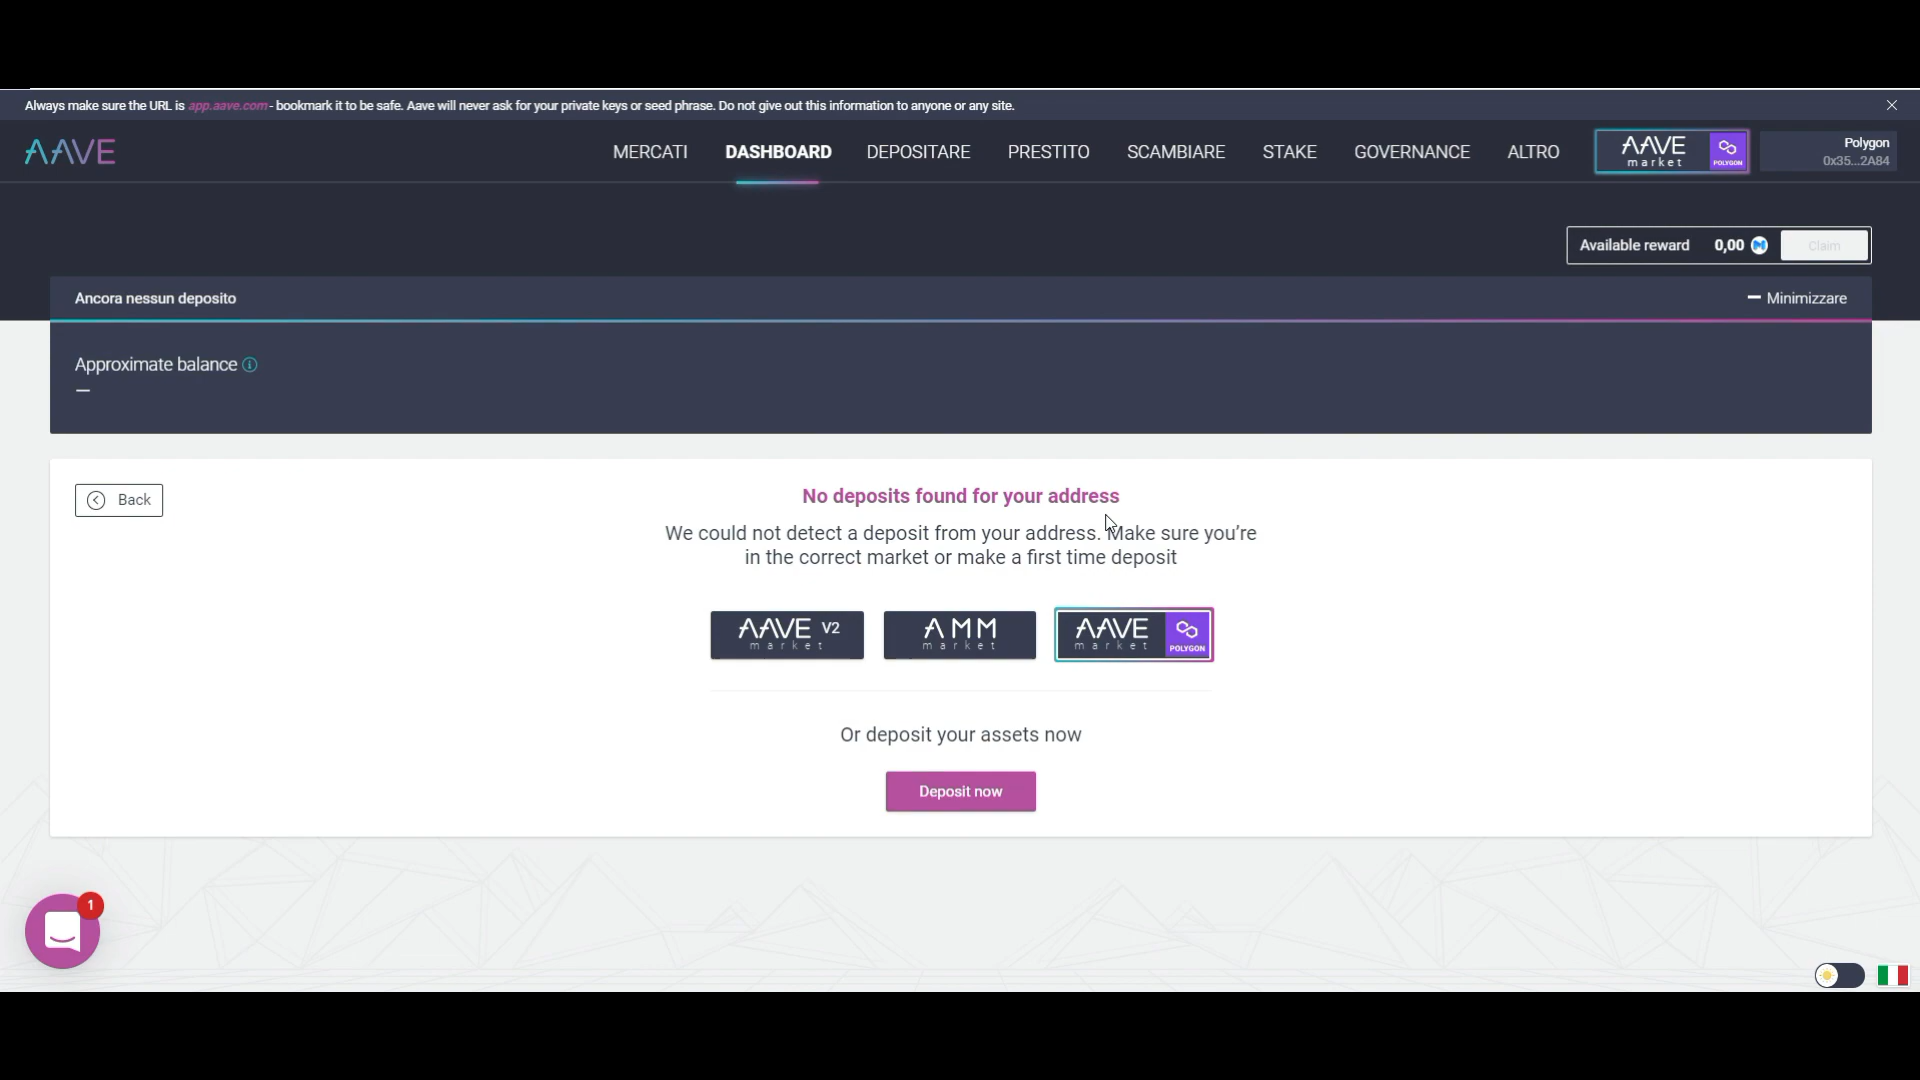 Always make sure the URL is app.aave.com - bookmark it to be safe. Aave will never ask for your private keys or seed phrase. Do not give out this information to anyone or any site.
AAVE
MERCATI
DASHBOARD
DEPOSITARE
PRESTITO
SCAMBIARE
STAKE
GOVERNANCE
ALTRO
AAVE
market
POLYGON
Polygon
0x35...2A84
Available reward 0,00
Claim
Ancora nessun deposito
Minimizzare
Approximate balance
—
Back
No deposits found for your address
We could not detect a deposit from your address. Make sure you're
in the correct market or make a first time deposit
AAVE V2
market
AMM
market
AAVE
market
POLYGON
Or deposit your assets now
Deposit now
1